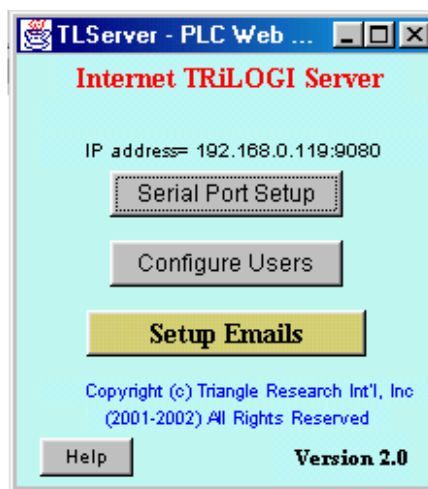 TLServer - PLC Web ...
Internet TRiLOGI Server
IP address= 192.168.0.119:9080
Serial Port Setup
Configure Users
Setup Emails
Copyright (c) Triangle Research Int'l, Inc
(2001-2002) All Rights Reserved
Help
Version 2.0